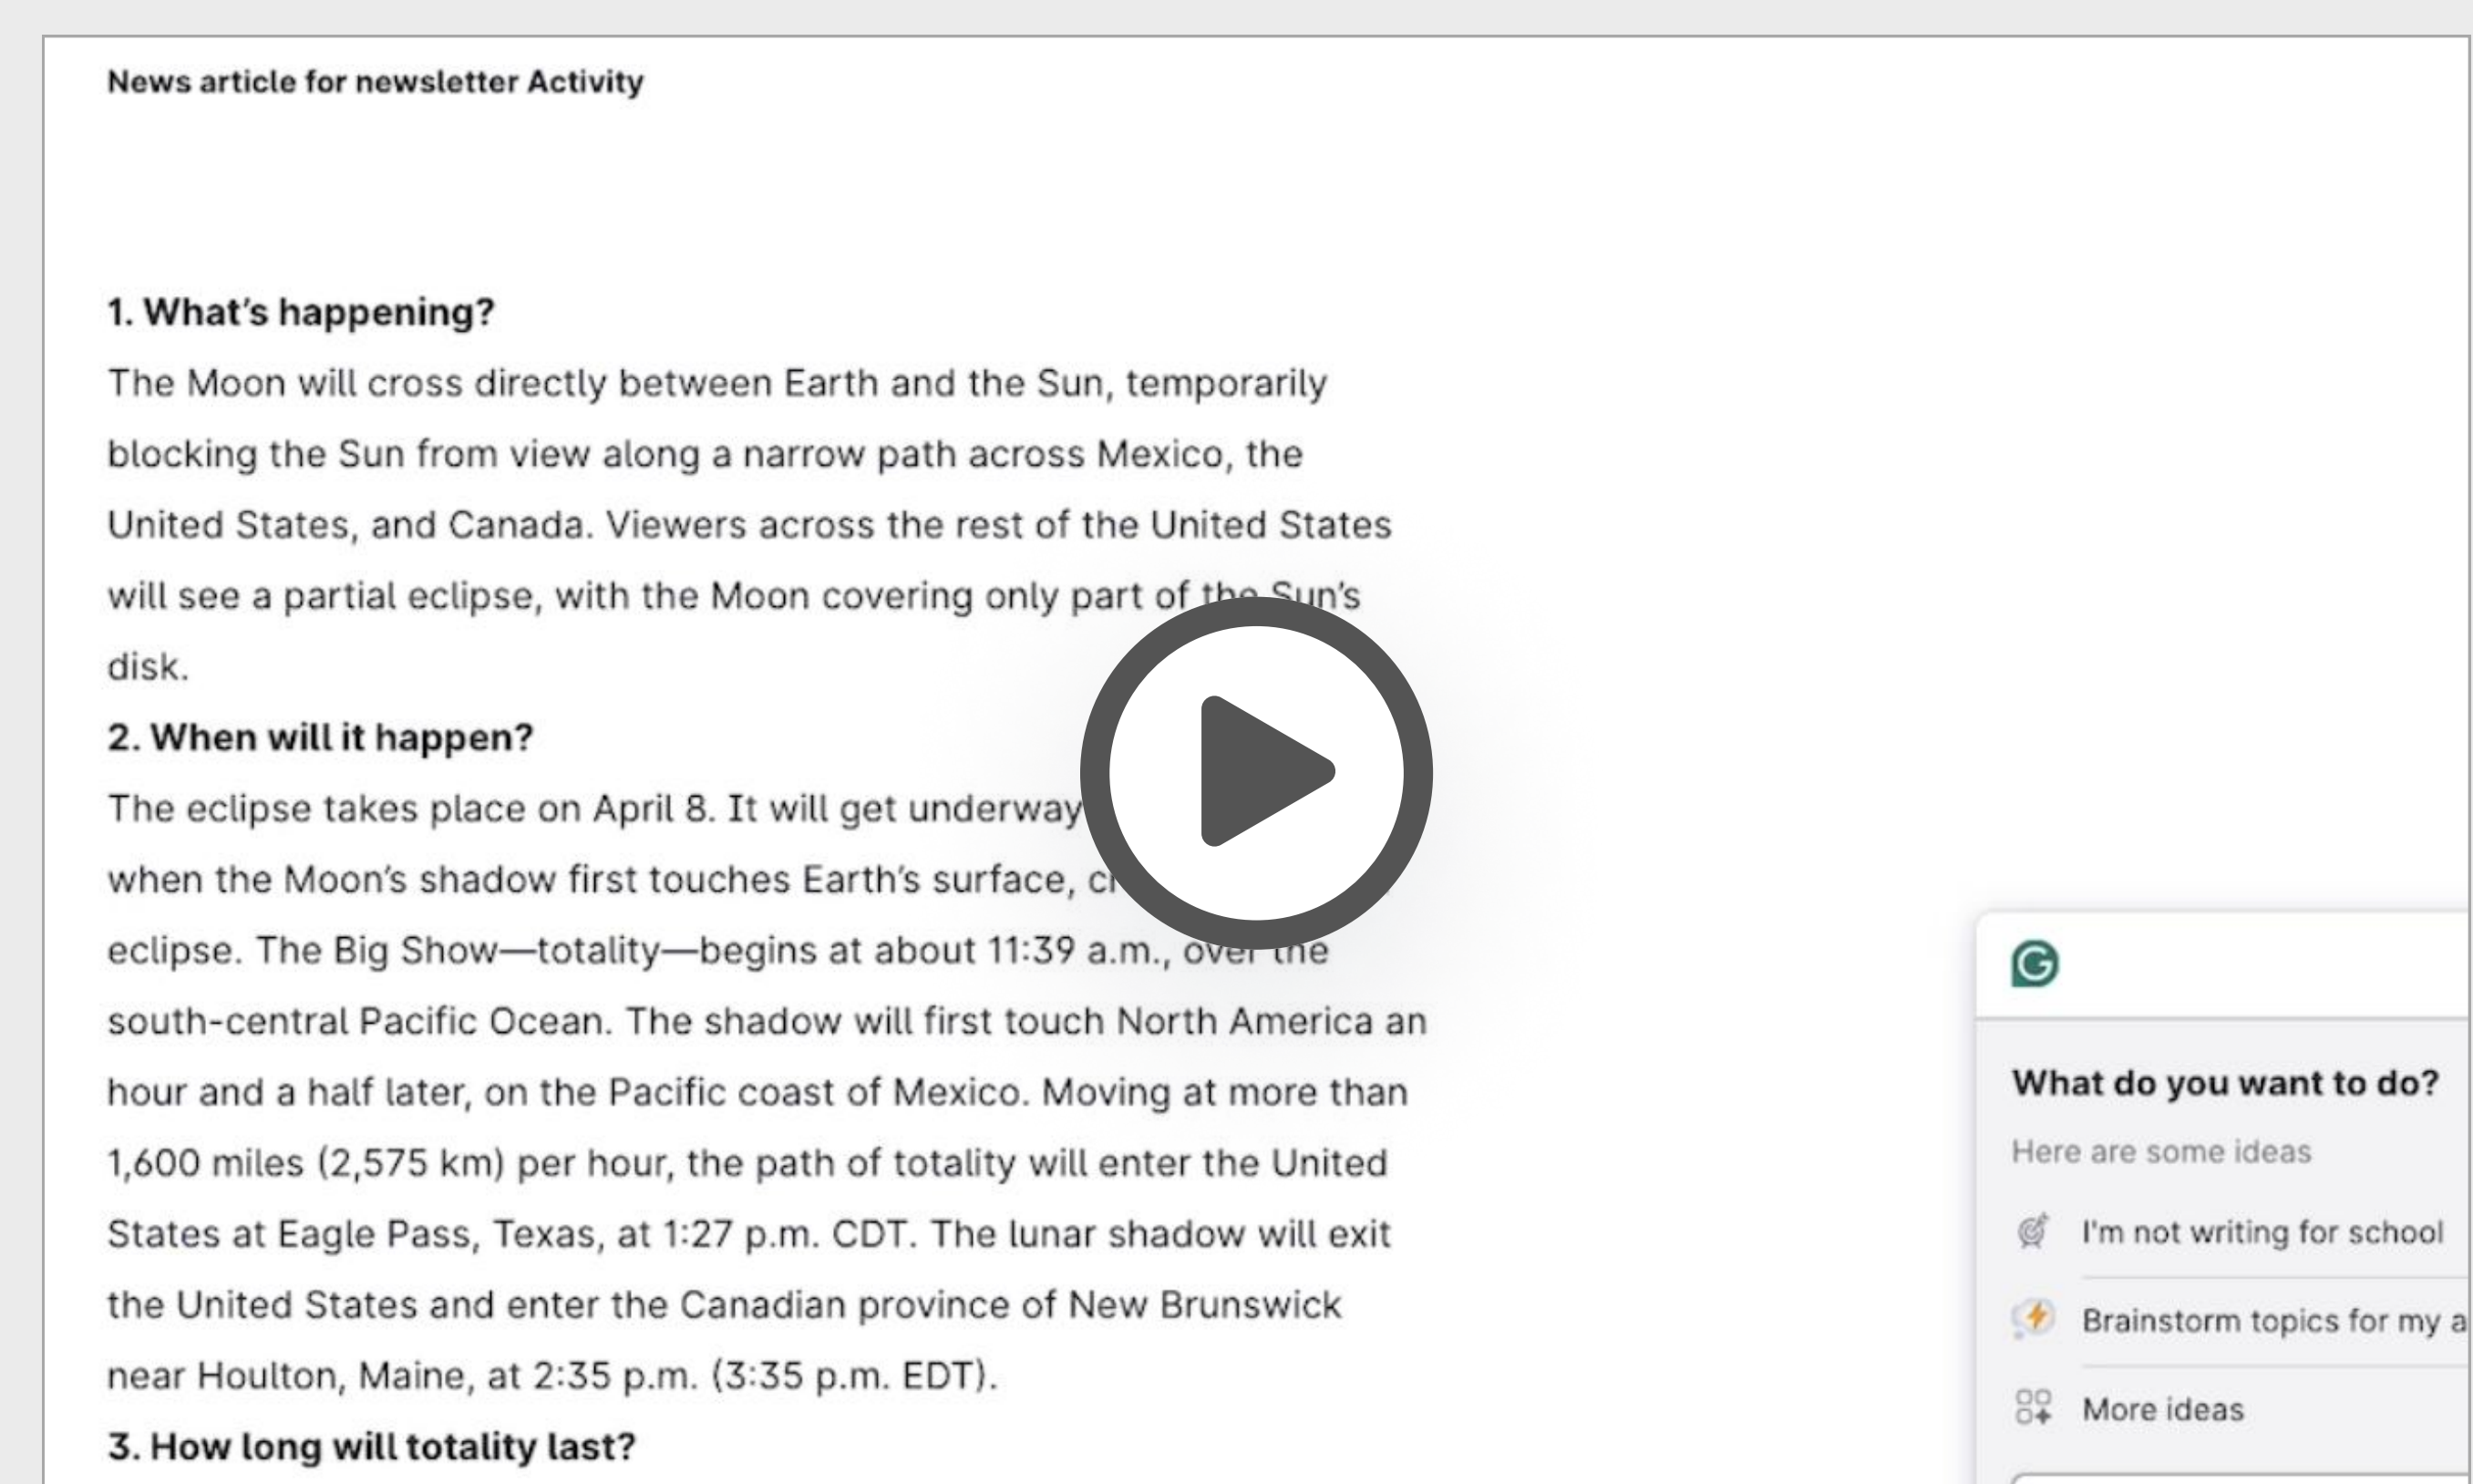 News article for newsletter Activity
1. What's happening?
The Moon will cross directly between Earth and the Sun, temporarily
blocking the Sun from view along a narrow path across Mexico, the
United States, and Canada. Viewers across the rest of the United States
will see a partial eclipse, with the Moon covering only part of the Sun's
disk.
2. When will it happen?
The eclipse takes place on April 8. It will get underway
when the Moon's shadow first touches Earth's surface,
eclipse. The Big Show—totality—begins at about 11:39 a.m., over the
south-central Pacific Ocean. The shadow will first touch North America an
hour and a half later, on the Pacific coast of Mexico. Moving at more than
1,600 miles (2,575 km) per hour, the path of totality will enter the United
States at Eagle Pass, Texas, at 1:27 p.m. CDT. The lunar shadow will exit
the United States and enter the Canadian province of New Brunswick
near Houlton, Maine, at 2:35 p.m. (3:35 p.m. EDT).
3. How long will totality last?
G
What do you want to do?
Here are some ideas
I'm not writing for school
Brainstorm topics for my a
More ideas